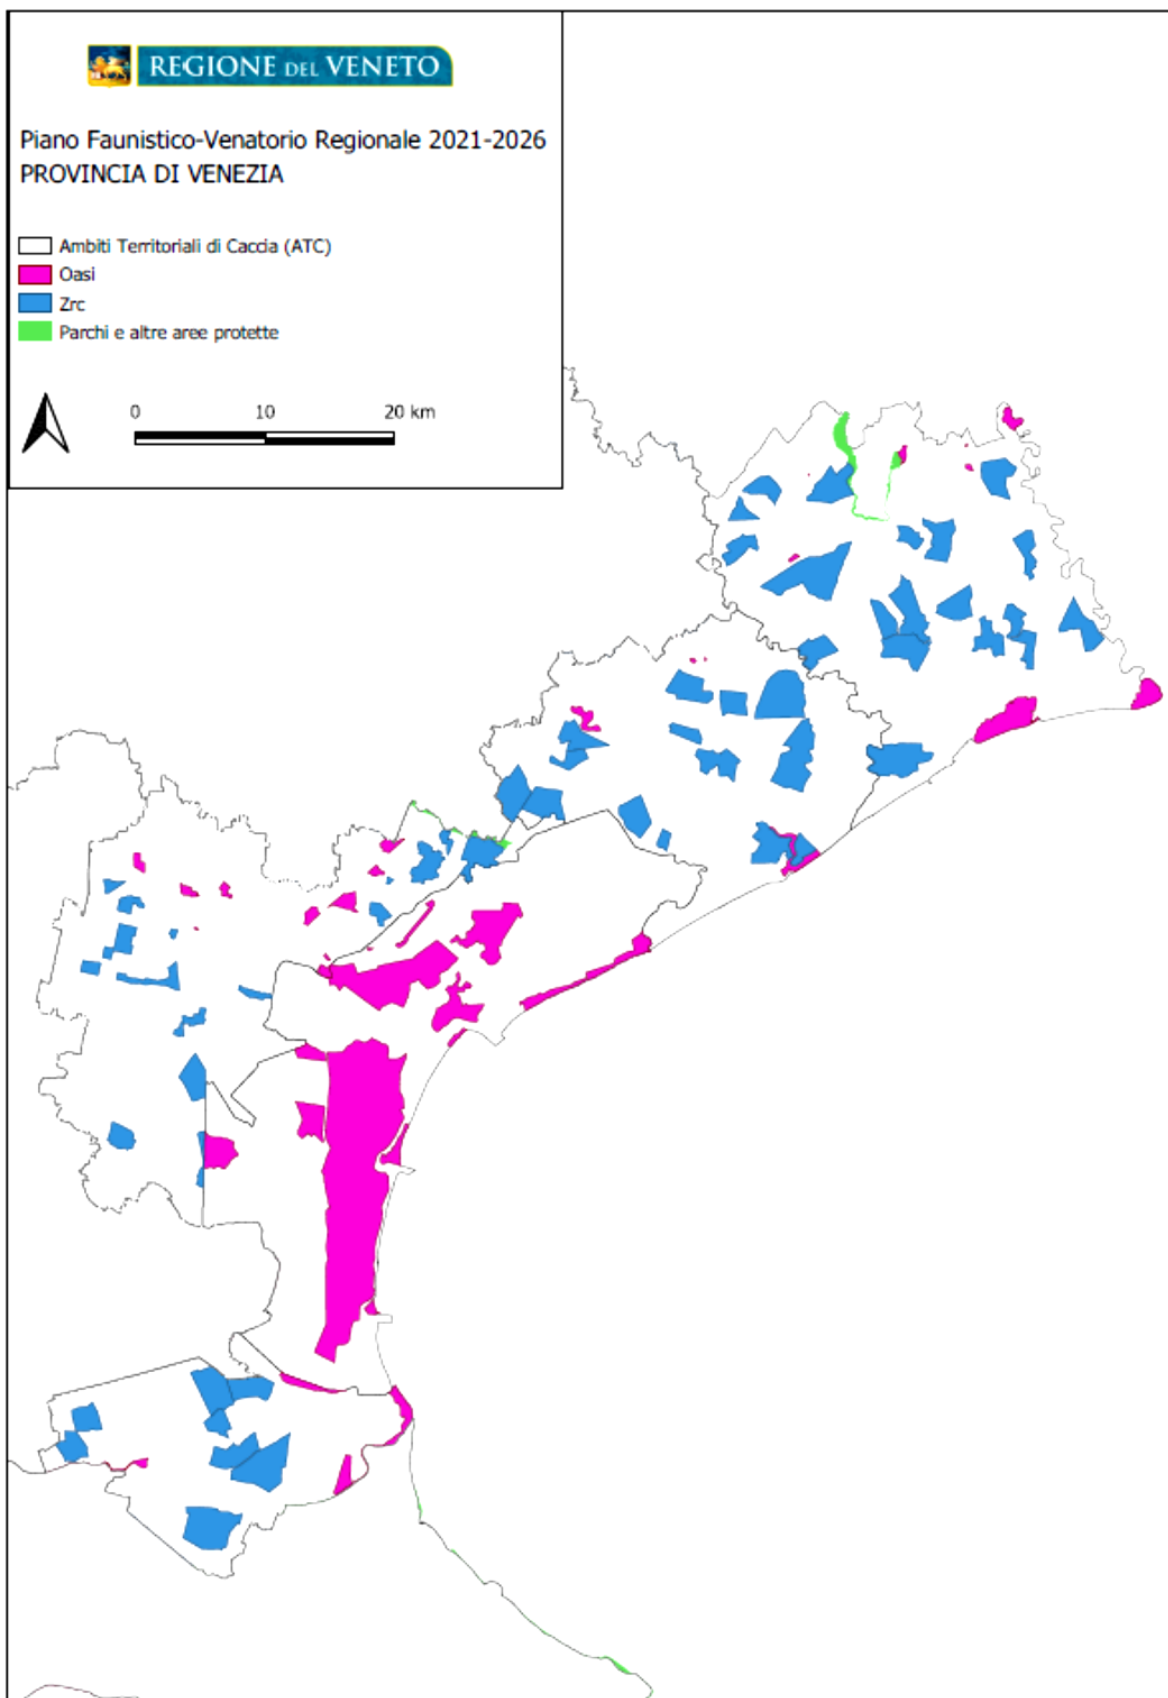 REGIONE DEL VENETO
Piano Faunistico-Venatorio Regionale 2021-2026
PROVINCIA DI VENEZIA
Ambiti Territoriali di Caccia (ATC)
Oasi
Zrc
Parchi e altre aree protette
0 10 20 km